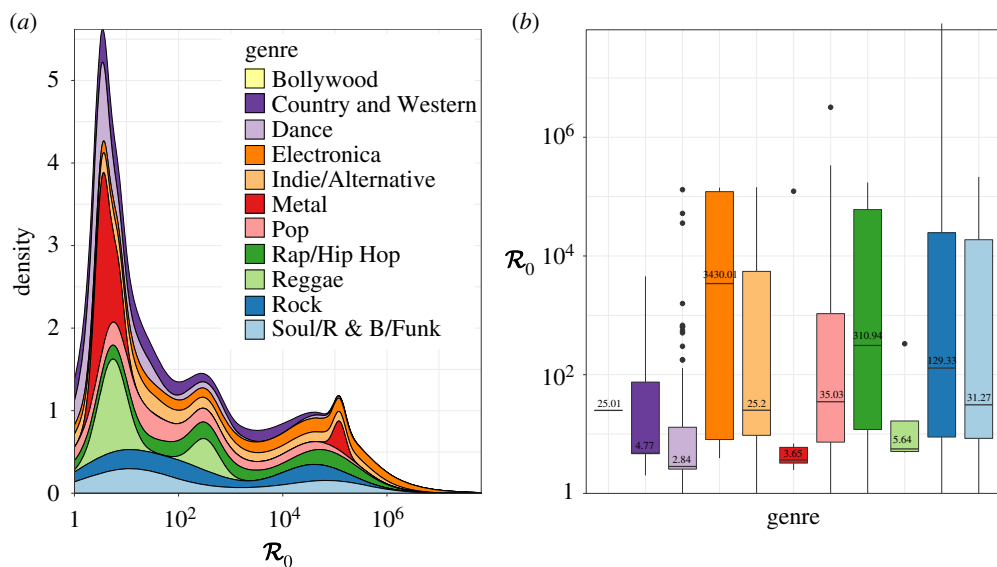 (a)
genre
Bollywood
Country and Western
Dance
Electronica
Indie/Alternative
Metal
Pop
Rap/Hip Hop
Reggae
Rock
Soul/R & B/Funk
density
5
4
3
2
1
0
1
10²
10⁴
10⁶
𝓡₀
(b)
𝓡₀
10⁶
10⁴
10²
1
25.01
4.77
2.84
3430.01
25.2
3.65
35.03
310.94
5.64
129.33
31.27
genre